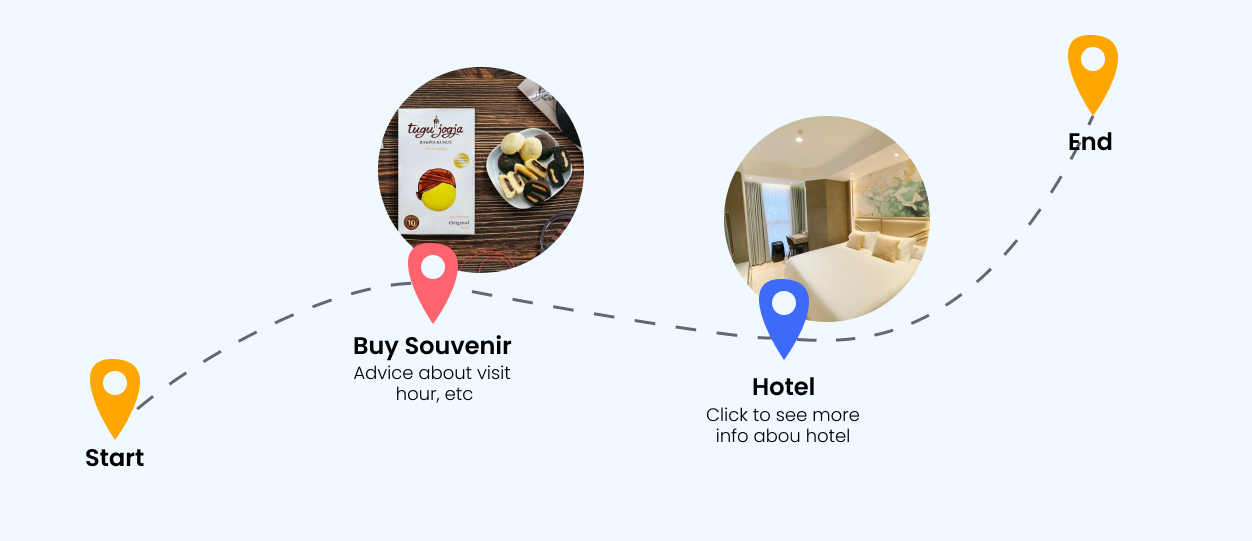 End
tugu jogja
BAKPIA KUKUS
Original
Buy Souvenir
Advice about visit
hour, etc
Hotel
Click to see more
info abou hotel
Start